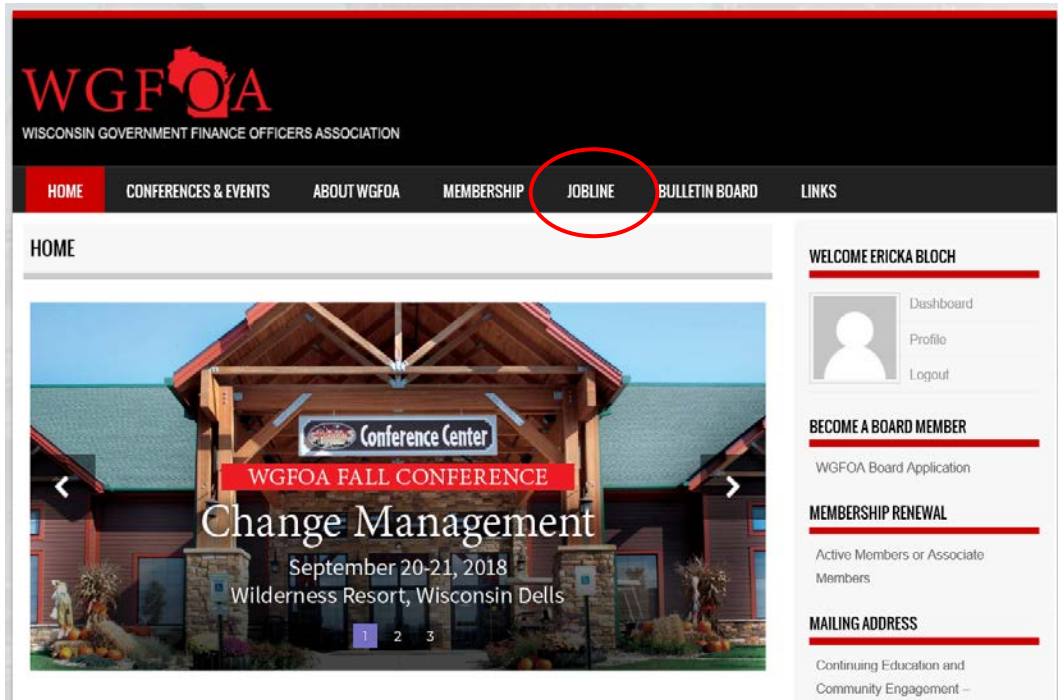 WGFOA
WISCONSIN GOVERNMENT FINANCE OFFICERS ASSOCIATION
HOME CONFERENCES & EVENTS ABOUT WGFOA MEMBERSHIP JOBLINE BULLETIN BOARD LINKS
HOME
Conference Center
WGFOA FALL CONFERENCE
Change Management
September 20-21, 2018
Wilderness Resort, Wisconsin Dells
1 2 3
WELCOME ERICKA BLOCH
Dashboard
Profile
Logout
BECOME A BOARD MEMBER
WGFOA Board Application
MEMBERSHIP RENEWAL
Active Members or Associate
Members
MAILING ADDRESS
Continuing Education and
Community Engagement –